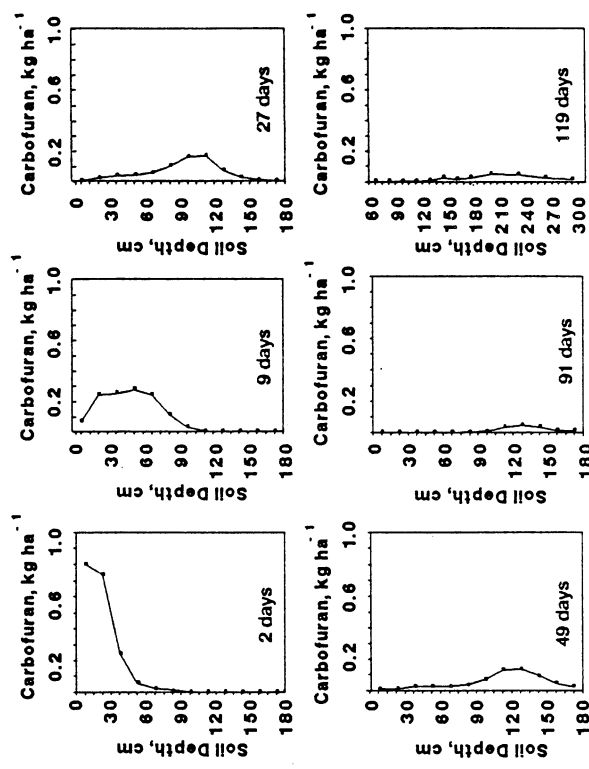 Carbofuran, kg ha⁻¹
0.2 0.6 1.0
0 30 60 90 120 150 180
Soil Depth, cm
2 days
Carbofuran, kg ha⁻¹
0.2 0.6 1.0
0 30 60 90 120 150 180
Soil Depth, cm
9 days
Carbofuran, kg ha⁻¹
0.2 0.6 1.0
0 30 60 90 120 150 180
Soil Depth, cm
27 days
Carbofuran, kg ha⁻¹
0.2 0.6 1.0
0 30 60 90 120 150 180
Soil Depth, cm
49 days
Carbofuran, kg ha⁻¹
0.2 0.6 1.0
0 30 60 90 120 150 180
Soil Depth, cm
91 days
Carbofuran, kg ha⁻¹
0.2 0.6 1.0
60 90 120 150 180 210 240 270 300
Soil Depth, cm
119 days